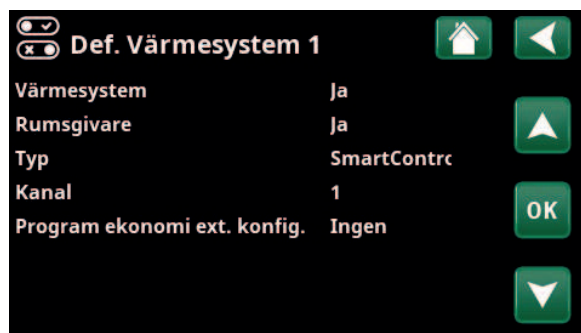 Def. Värmesystem 1
Värmesystem Ja
Rumsgivare Ja
Typ SmartContrc
Kanal 1
Program ekonomi ext. konfig. Ingen
OK